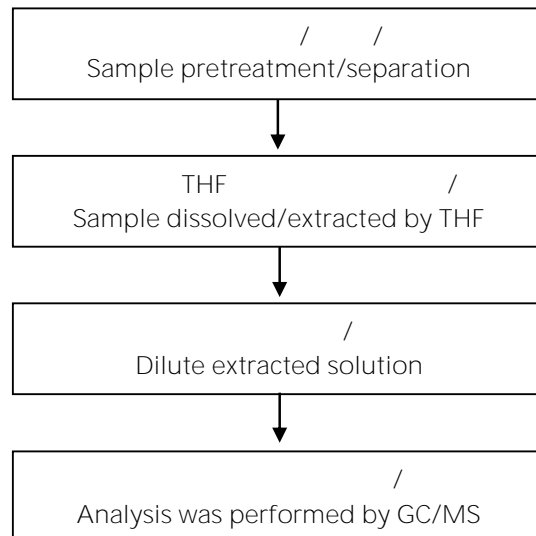 / /
Sample pretreatment/separation
THF /
Sample dissolved/extracted by THF
/
Dilute extracted solution
/
Analysis was performed by GC/MS